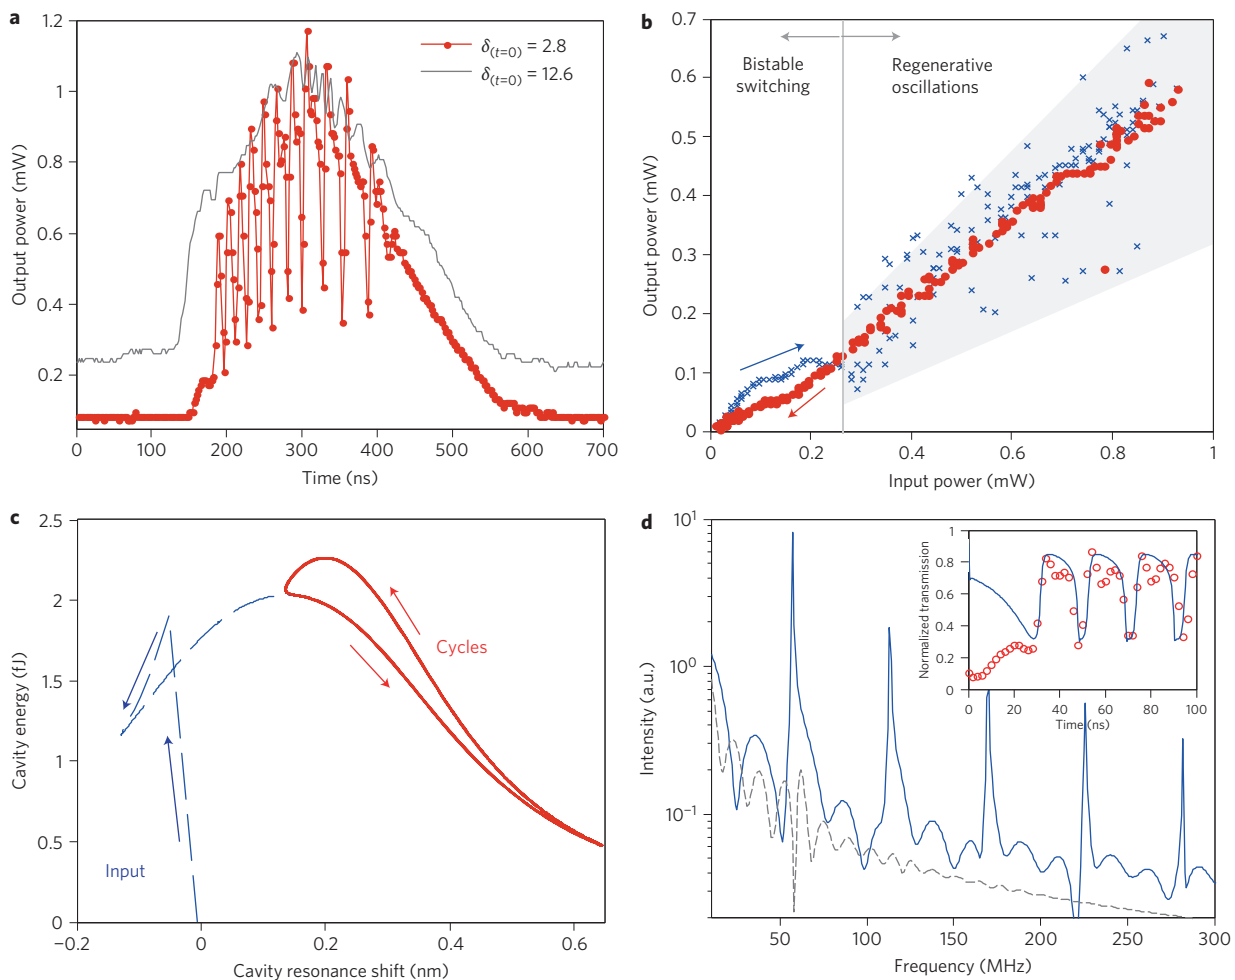 a
1.2
1.0
0.8
0.6
0.4
0.2
Output power (mW)
δ(t=0) = 2.8
δ(t=0) = 12.6
0 100 200 300 400 500 600 700
Time (ns)
b
0.7
0.6
0.5
0.4
0.3
0.2
0.1
0
Output power (mW)
Bistable
switching
Regenerative
oscillations
0 0.2 0.4 0.6 0.8 1
Input power (mW)
c
2.5
2
1.5
1
0.5
0
Cavity energy (fJ)
Cycles
Input
−0.2 0 0.2 0.4 0.6
Cavity resonance shift (nm)
d
10¹
10⁰
10⁻¹
Intensity (a.u.)
1
0.8
0.6
0.4
0.2
0
Normalized transmission
0 20 40 60 80 100
Time (ns)
50 100 150 200 250 300
Frequency (MHz)